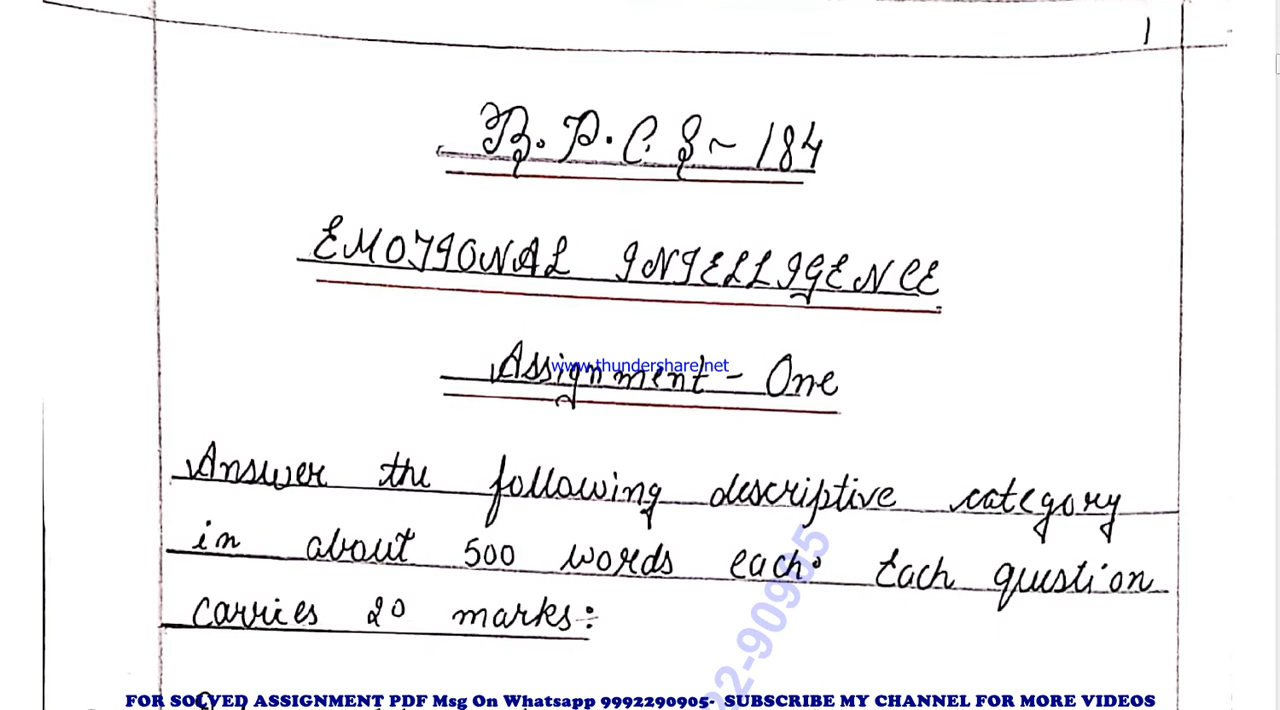 1
B.P.C.S ~ 184
EMOTIONAL INTELLIGENCE
www.thundershare.net
Assignment - One
Answer the following descriptive category
in about 500 words each. Each question
carries 20 marks:-
FOR SOLVED ASSIGNMENT PDF Msg On Whatsapp 9992290905- SUBSCRIBE MY CHANNEL FOR MORE VIDEOS